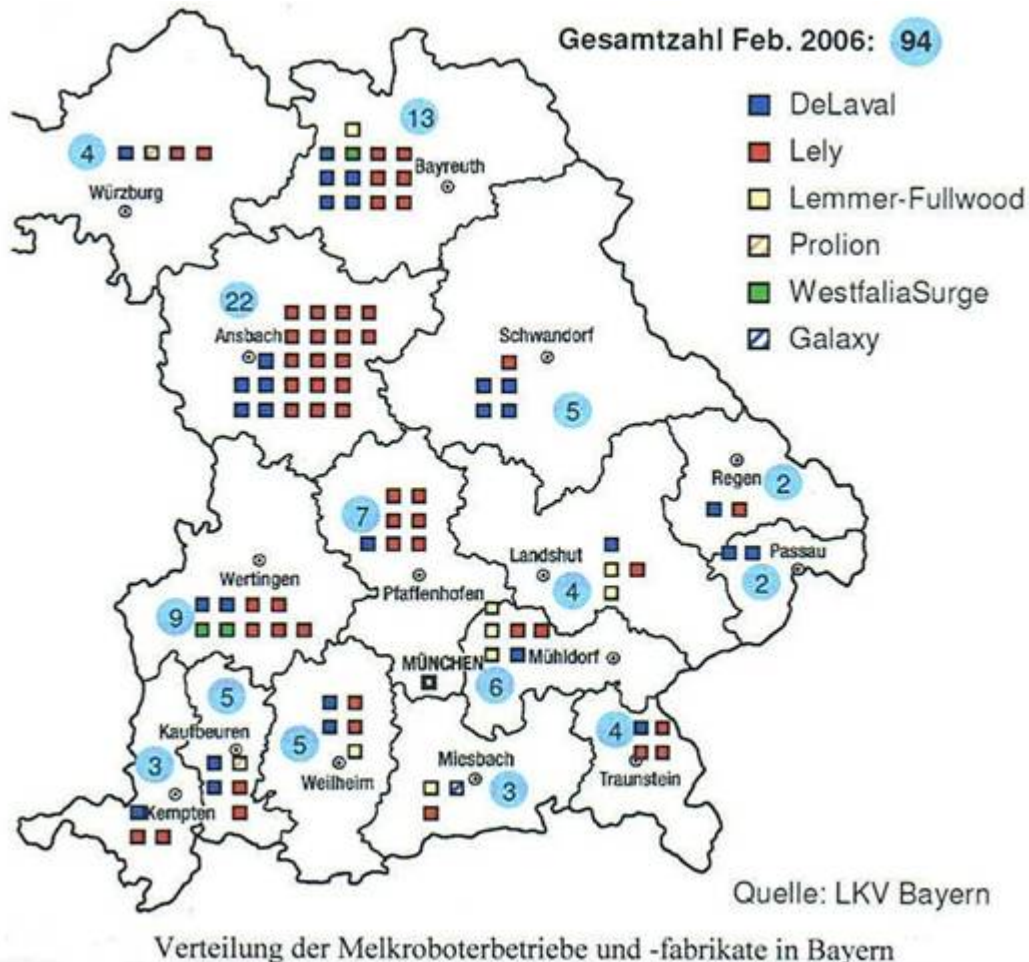 Gesamtzahl Feb. 2006: 94
DeLaval
Lely
Lemmer-Fullwood
Prolion
WestfaliaSurge
Galaxy
13
4
Bayreuth
Würzburg
22
Ansbach
Schwandorf
5
Regen
2
7
Landshut
Passau
4
2
Wertingen
Pfaffenhofen
9
MÜNCHEN
Mühldorf
6
5
Kaufbeuren
5
4
3
Weilheim
Miesbach
3
Traunstein
Kempten
Quelle: LKV Bayern
Verteilung der Melkroboterbetriebe und -fabrikate in Bayern